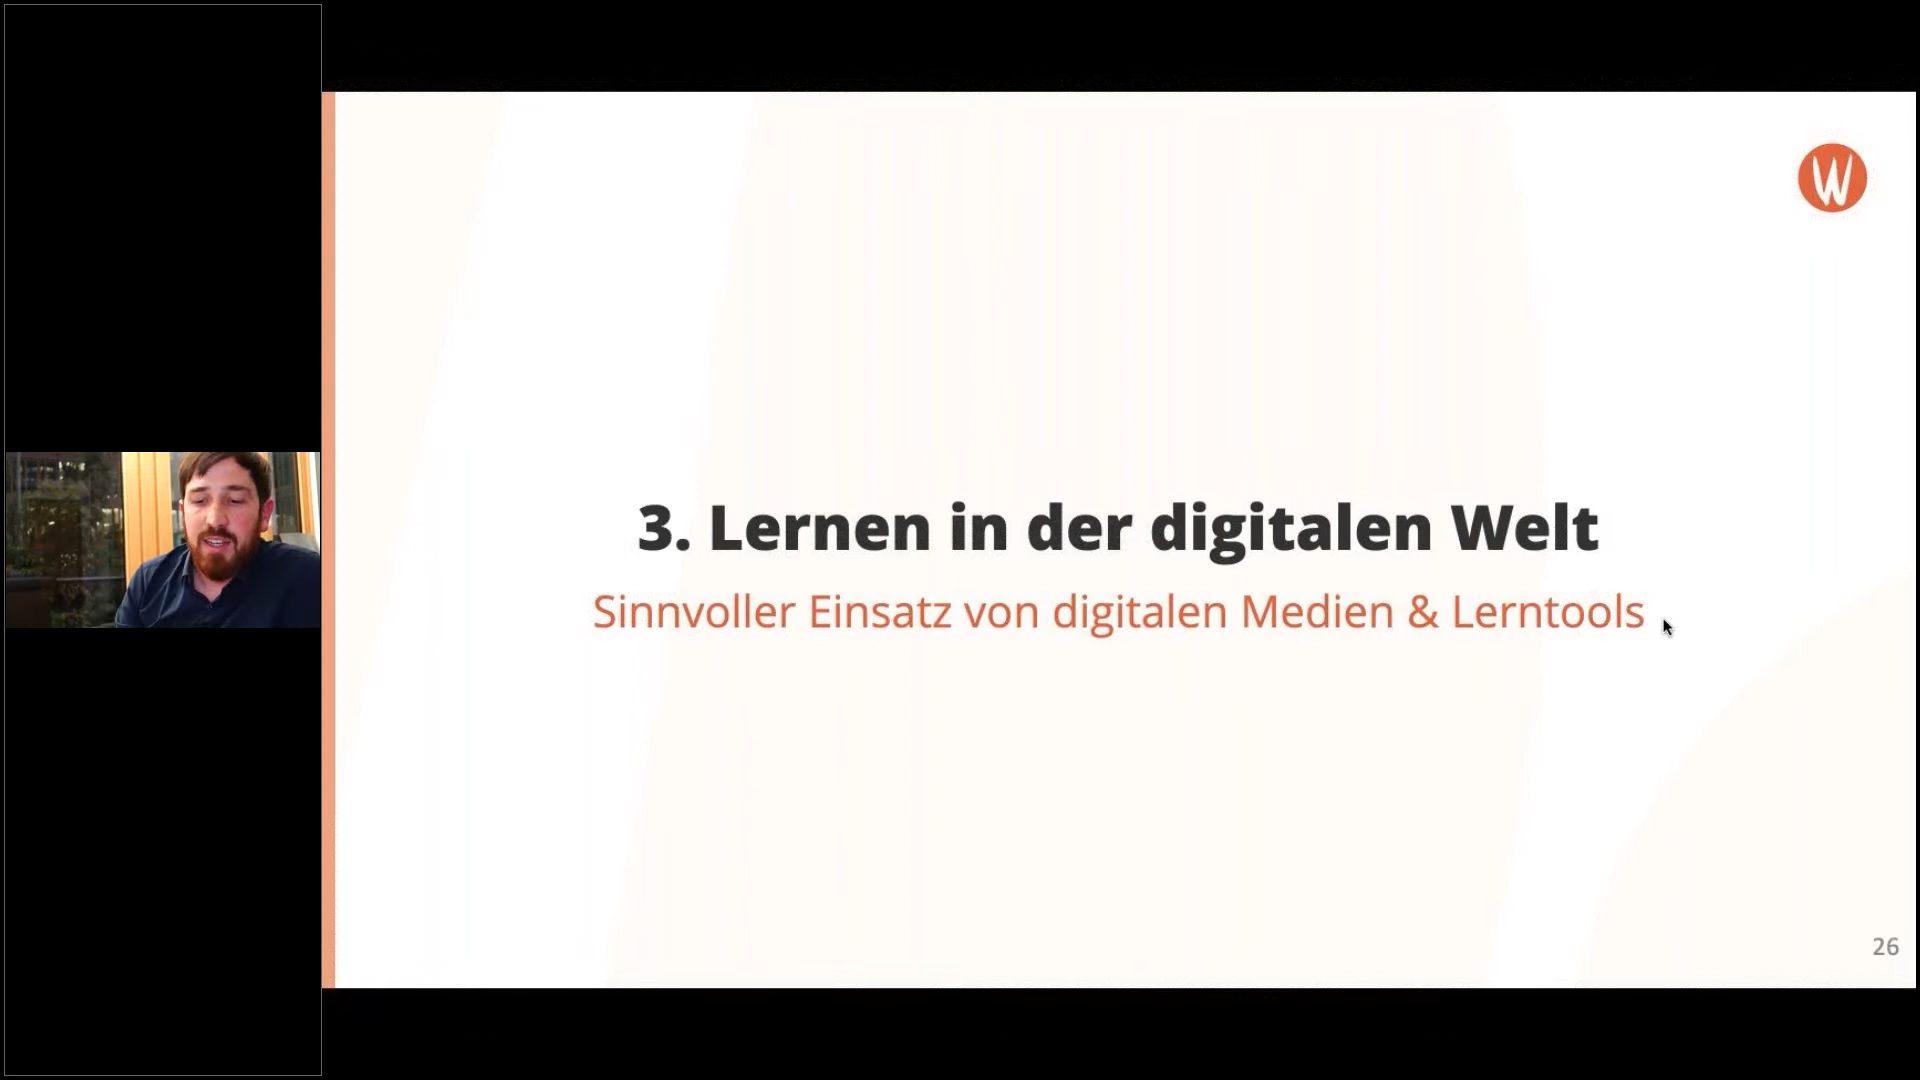 W
3. Lernen in der digitalen Welt
Sinnvoller Einsatz von digitalen Medien & Lerntools
26